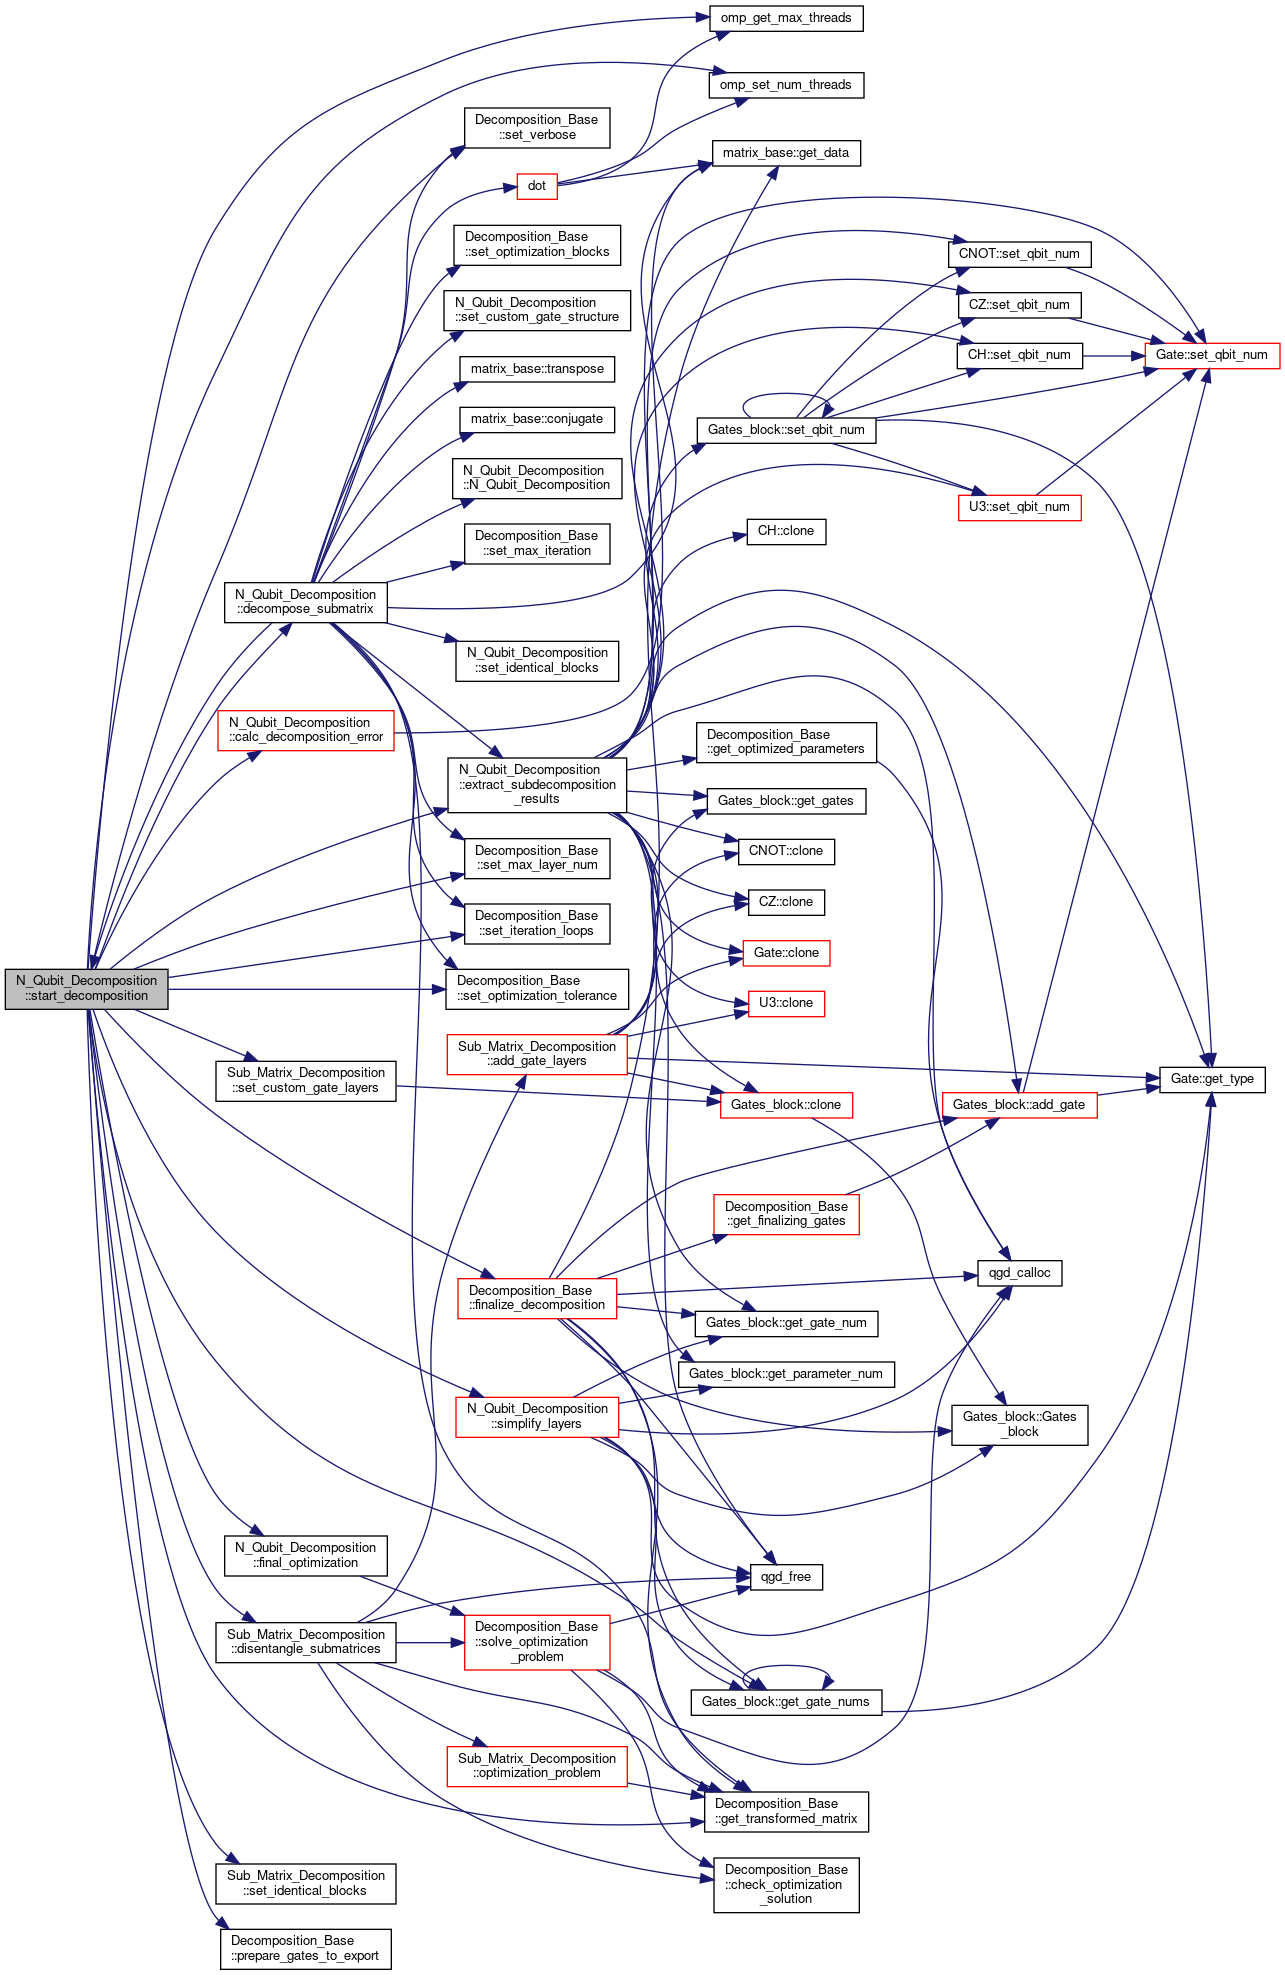 omp_get_max_threads
omp_set_num_threads
Decomposition_Base
::set_verbose
matrix_base::get_data
dot
Decomposition_Base
::set_optimization_blocks
CNOT::set_qbit_num
N_Qubit_Decomposition
::set_custom_gate_structure
CZ::set_qbit_num
CH::set_qbit_num
Gate::set_qbit_num
matrix_base::transpose
matrix_base::conjugate
Gates_block::set_qbit_num
N_Qubit_Decomposition
::N_Qubit_Decomposition
U3::set_qbit_num
CH::clone
Decomposition_Base
::set_max_iteration
N_Qubit_Decomposition
::decompose_submatrix
N_Qubit_Decomposition
::set_identical_blocks
N_Qubit_Decomposition
::calc_decomposition_error
Decomposition_Base
::get_optimized_parameters
N_Qubit_Decomposition
::extract_subdecomposition
_results
Gates_block::get_gates
CNOT::clone
Decomposition_Base
::set_max_layer_num
CZ::clone
Decomposition_Base
::set_iteration_loops
Gate::clone
N_Qubit_Decomposition
::start_decomposition
Decomposition_Base
::set_optimization_tolerance
U3::clone
Sub_Matrix_Decomposition
::add_gate_layers
Sub_Matrix_Decomposition
::set_custom_gate_layers
Gate::get_type
Gates_block::clone
Gates_block::add_gate
Decomposition_Base
::get_finalizing_gates
qgd_calloc
Decomposition_Base
::finalize_decomposition
Gates_block::get_gate_num
Gates_block::get_parameter_num
N_Qubit_Decomposition
::simplify_layers
Gates_block::Gates
_block
N_Qubit_Decomposition
::final_optimization
qgd_free
Sub_Matrix_Decomposition
::disentangle_submatrices
Decomposition_Base
::solve_optimization
_problem
Gates_block::get_gate_nums
Sub_Matrix_Decomposition
::optimization_problem
Decomposition_Base
::get_transformed_matrix
Decomposition_Base
::check_optimization
_solution
Sub_Matrix_Decomposition
::set_identical_blocks
Decomposition_Base
::prepare_gates_to_export